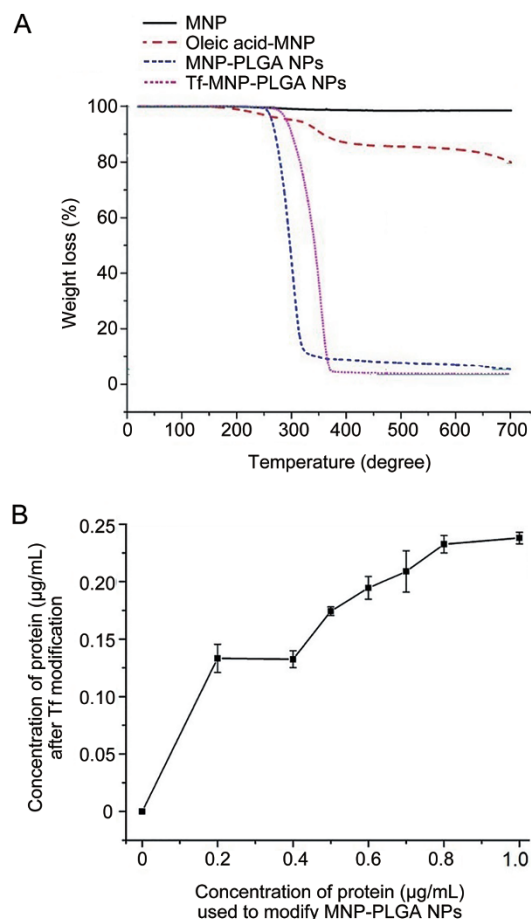 A
MNP
Oleic acid-MNP
MNP-PLGA NPs
Tf-MNP-PLGA NPs
100
80
60
40
20
0
Weight loss (%)
0 100 200 300 400 500 600 700
Temperature (degree)
B
0.25
0.20
0.15
0.10
0.05
0
Concentration of protein (μg/mL)
after Tf modification
0 0.2 0.4 0.6 0.8 1.0
Concentration of protein (μg/mL)
used to modify MNP-PLGA NPs